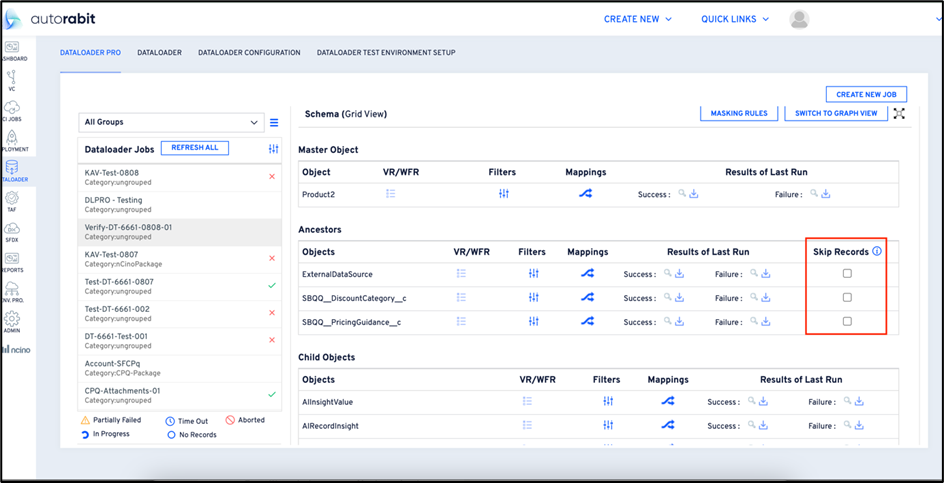 autorabit
CREATE NEW
QUICK LINKS
SHBOARD
VC
CI JOBS
PLOYMENT
TALOADER
TAF
SFDX
REPORTS
ENV. PRO.
ADMIN
ncino
DATALOADER PRO
DATALOADER
DATALOADER CONFIGURATION
DATALOADER TEST ENVIRONMENT SETUP
CREATE NEW JOB
All Groups
Dataloader Jobs
REFRESH ALL
KAV-Test-0808
Category:ungrouped
DLPRO - Testing
Category:ungrouped
Verify-DT-6661-0808-01
Category:ungrouped
KAV-Test-0807
Category:nCinoPackage
Test-DT-6661-0807
Category:ungrouped
Test-DT-6661-002
Category:ungrouped
DT-6661-Test-001
Category:ungrouped
Account-SFCPq
Category:CPQ-Package
CPQ-Attachments-01
Category:ungrouped
Partially Failed
Time Out
Aborted
In Progress
No Records
Schema (Grid View)
MASKING RULES
SWITCH TO GRAPH VIEW
Master Object
Object VR/WFR Filters Mappings Results of Last Run
Product2 Success : Failure :
Ancestors
Objects VR/WFR Filters Mappings Results of Last Run Skip Records
ExternalDataSource Success : Failure :
SBQQ__DiscountCategory__c Success : Failure :
SBQQ__PricingGuidance__c Success : Failure :
Child Objects
Objects VR/WFR Filters Mappings Results of Last Run
AIInsightValue Success : Failure :
AIRecordInsight Success : Failure :